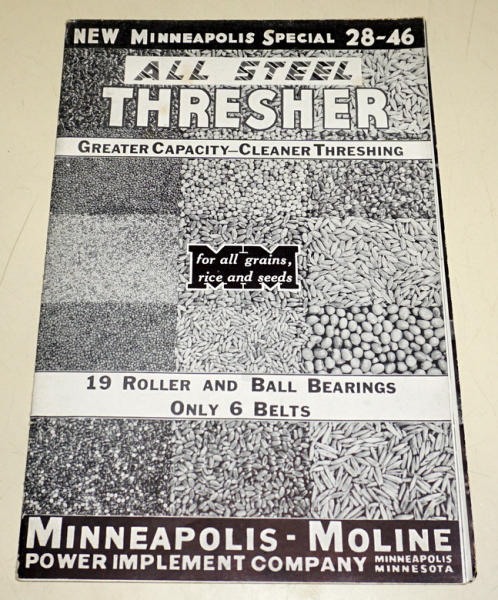 NEW MINNEAPOLIS SPECIAL 28-46
ALL STEEL
THRESHER
GREATER CAPACITY-CLEANER THRESHING
MM
for all grains,
rice and seeds
19 ROLLER AND BALL BEARINGS
ONLY 6 BELTS
MINNEAPOLIS - MOLINE
POWER IMPLEMENT COMPANY MINNEAPOLIS
MINNESOTA